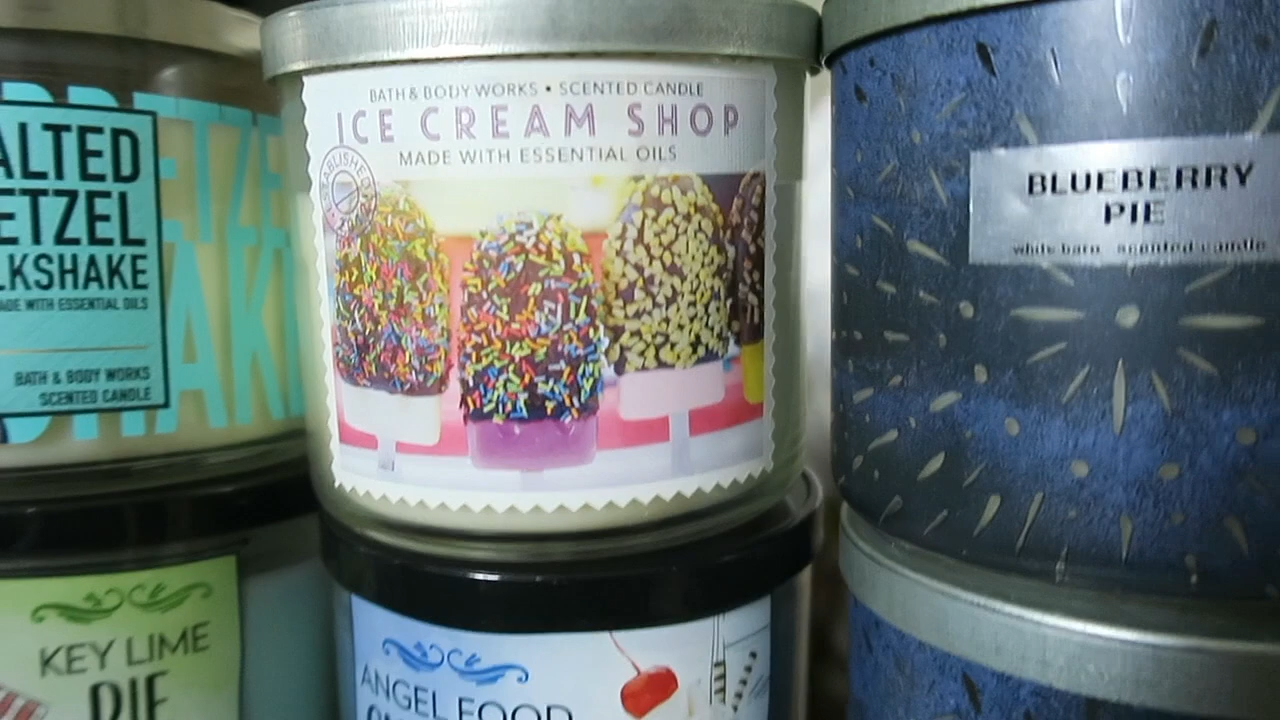 ALTED
ETZEL
LKSHAKE
ADE WITH ESSENTIAL OILS
BATH & BODY WORKS
SCENTED CANDLE
BATH & BODY WORKS • SCENTED CANDLE
ICE CREAM SHOP
MADE WITH ESSENTIAL OILS
ESTABLISHED
BLUEBERRY
PIE
white barn scented candle
KEY LIME
PIE
ANGEL FOOD